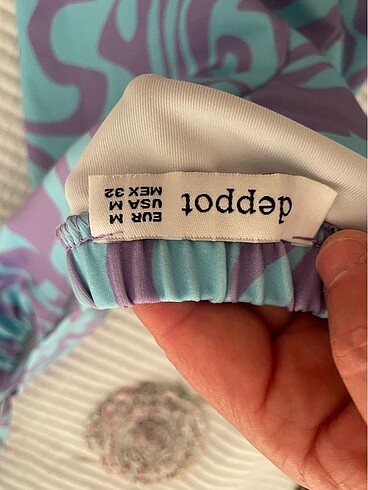 deppot
EUR M
USA M
MEX 32